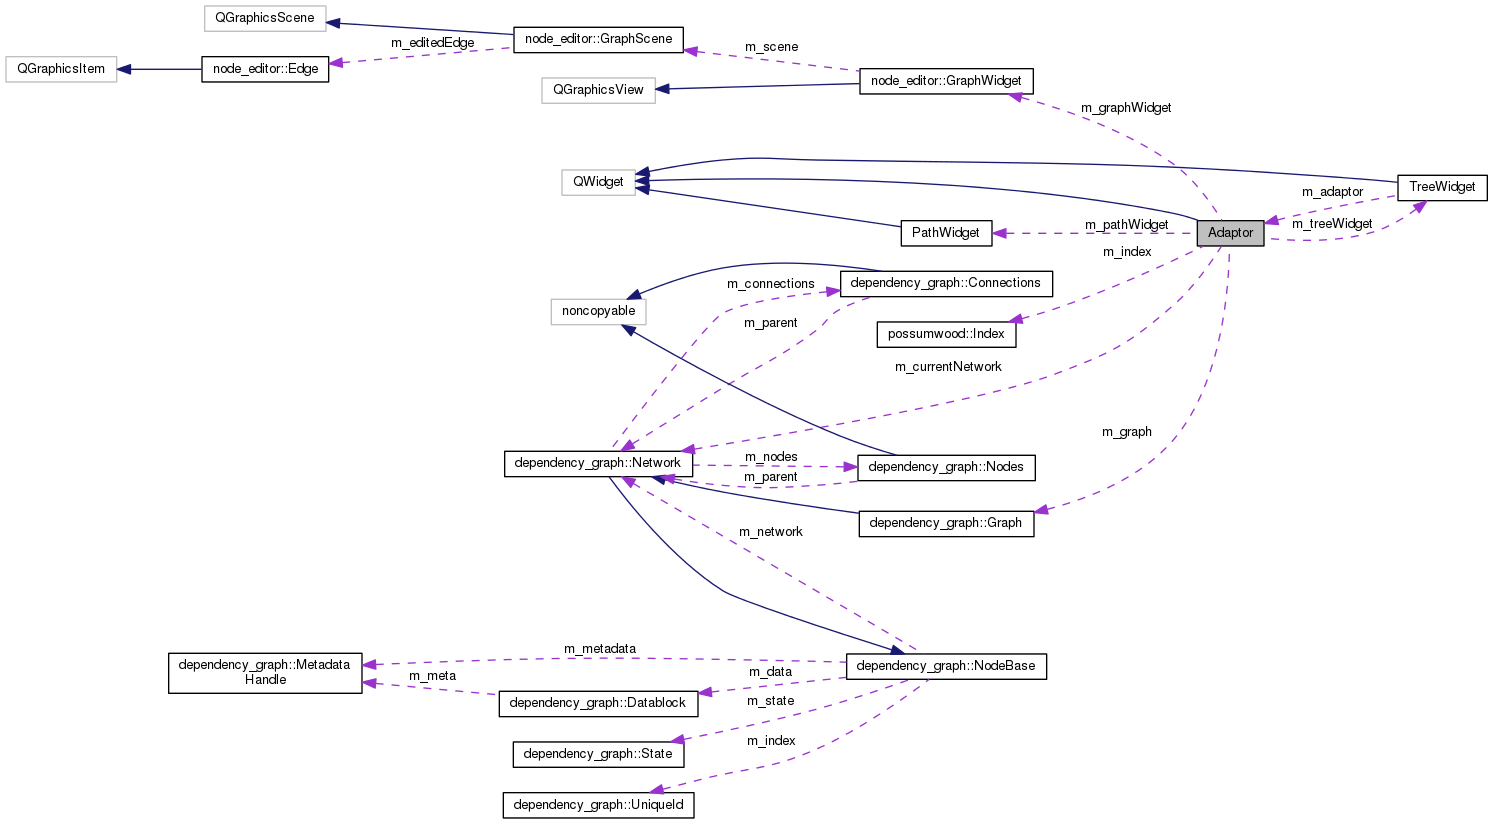 QGraphicsScene
node_editor::GraphScene
m_editedEdge
m_scene
QGraphicsItem
node_editor::Edge
node_editor::GraphWidget
QGraphicsView
m_graphWidget
QWidget
TreeWidget
m_adaptor
m_pathWidget
m_treeWidget
PathWidget
Adaptor
m_index
m_connections
dependency_graph::Connections
noncopyable
m_parent
possumwood::Index
m_currentNetwork
m_graph
dependency_graph::Network
m_nodes
dependency_graph::Nodes
m_parent
dependency_graph::Graph
m_network
m_metadata
dependency_graph::Metadata
Handle
dependency_graph::NodeBase
m_meta
m_data
dependency_graph::Datablock
m_state
m_index
dependency_graph::State
dependency_graph::UniqueId